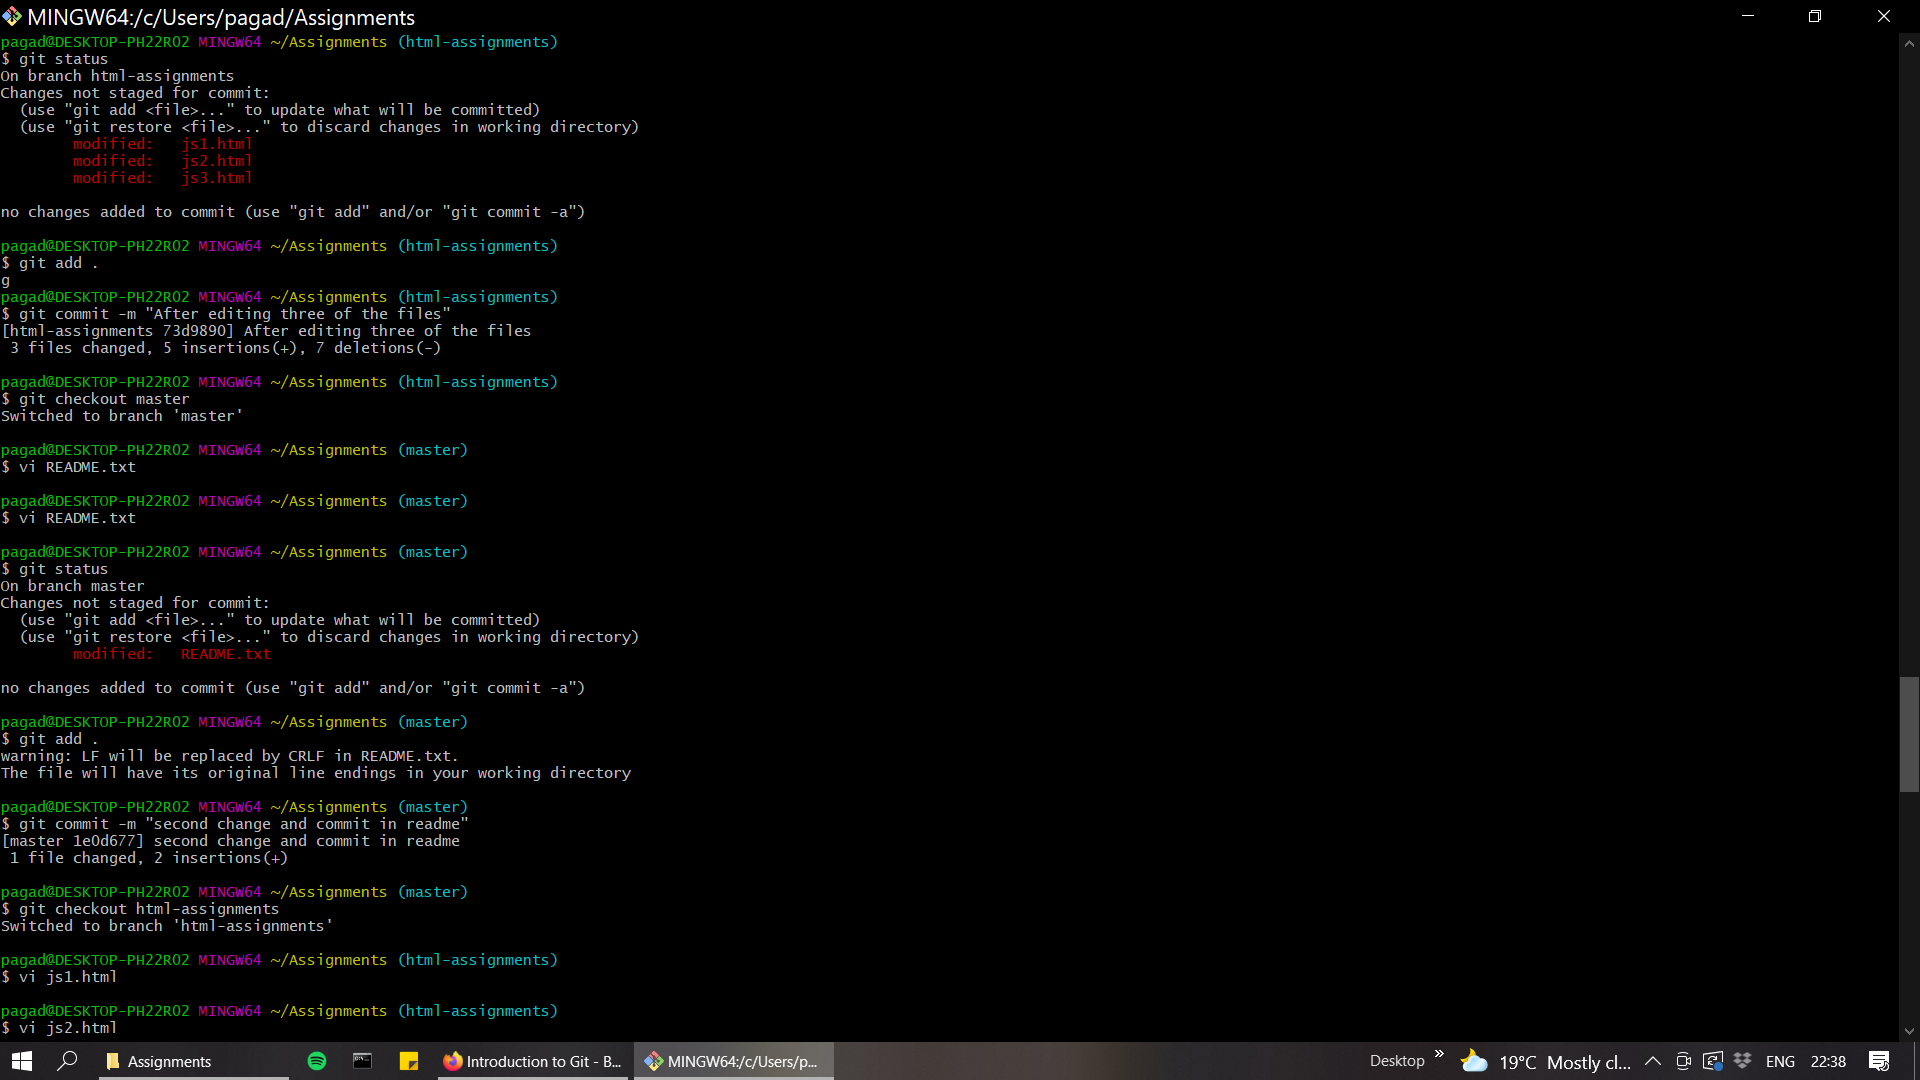 MINGW64:/c/Users/pagad/Assignments
pagad@DESKTOP-PH22R02 MINGW64 ~/Assignments (html-assignments)
$ git status
On branch html-assignments
Changes not staged for commit:
  (use "git add <file>..." to update what will be committed)
  (use "git restore <file>..." to discard changes in working directory)
        modified:   js1.html
        modified:   js2.html
        modified:   js3.html

no changes added to commit (use "git add" and/or "git commit -a")

pagad@DESKTOP-PH22R02 MINGW64 ~/Assignments (html-assignments)
$ git add .
g
pagad@DESKTOP-PH22R02 MINGW64 ~/Assignments (html-assignments)
$ git commit -m "After editing three of the files"
[html-assignments 73d9890] After editing three of the files
 3 files changed, 5 insertions(+), 7 deletions(-)

pagad@DESKTOP-PH22R02 MINGW64 ~/Assignments (html-assignments)
$ git checkout master
Switched to branch 'master'

pagad@DESKTOP-PH22R02 MINGW64 ~/Assignments (master)
$ vi README.txt

pagad@DESKTOP-PH22R02 MINGW64 ~/Assignments (master)
$ vi README.txt

pagad@DESKTOP-PH22R02 MINGW64 ~/Assignments (master)
$ git status
On branch master
Changes not staged for commit:
  (use "git add <file>..." to update what will be committed)
  (use "git restore <file>..." to discard changes in working directory)
        modified:   README.txt

no changes added to commit (use "git add" and/or "git commit -a")

pagad@DESKTOP-PH22R02 MINGW64 ~/Assignments (master)
$ git add .
warning: LF will be replaced by CRLF in README.txt.
The file will have its original line endings in your working directory

pagad@DESKTOP-PH22R02 MINGW64 ~/Assignments (master)
$ git commit -m "second change and commit in readme"
[master 1e0d677] second change and commit in readme
 1 file changed, 2 insertions(+)

pagad@DESKTOP-PH22R02 MINGW64 ~/Assignments (master)
$ git checkout html-assignments
Switched to branch 'html-assignments'

pagad@DESKTOP-PH22R02 MINGW64 ~/Assignments (html-assignments)
$ vi js1.html

pagad@DESKTOP-PH22R02 MINGW64 ~/Assignments (html-assignments)
$ vi js2.html
Assignments
Introduction to Git - B...
MINGW64:/c/Users/p...
Desktop »
19°C Mostly cl...
ENG
22:38